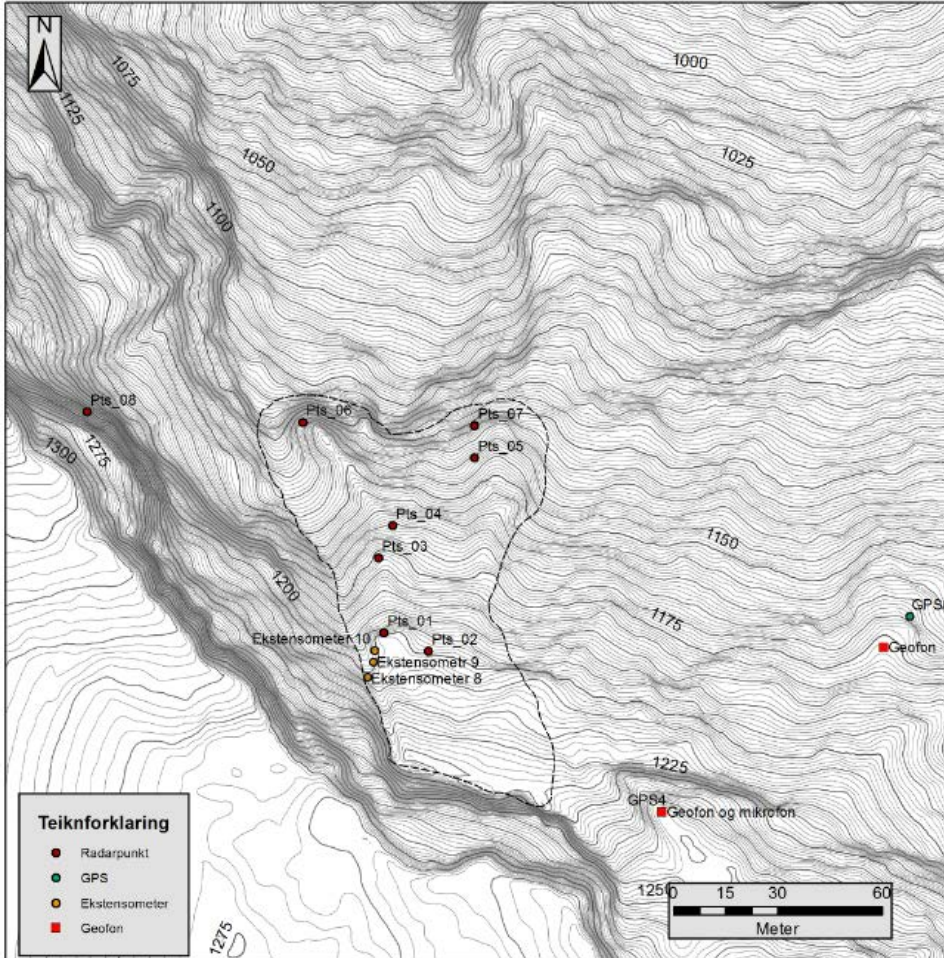 N
1000
1075
1125
1050
1025
1100
Pts_08
Pts_06
Pts_07
1275
1300
Pts_05
Pts_04
1150
Pts_03
1200
GPS
Pts_01
1175
Ekstensometer 10
Pts_02
Geofon
Ekstensometr 9
Ekstensometer 8
1225
GPS4
Geofon og mikrofon
Teiknforklaring
Radarpunkt
GPS
Ekstensometer
Geofon
1250
0 15 30 60
Meter
1275